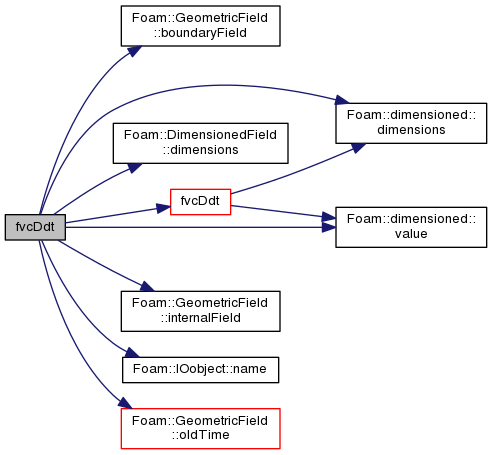 Foam::GeometricField
::boundaryField
Foam::dimensioned::
dimensions
Foam::DimensionedField
::dimensions
fvcDdt
Foam::dimensioned::
value
fvcDdt
Foam::GeometricField
::internalField
Foam::IOobject::name
Foam::GeometricField
::oldTime